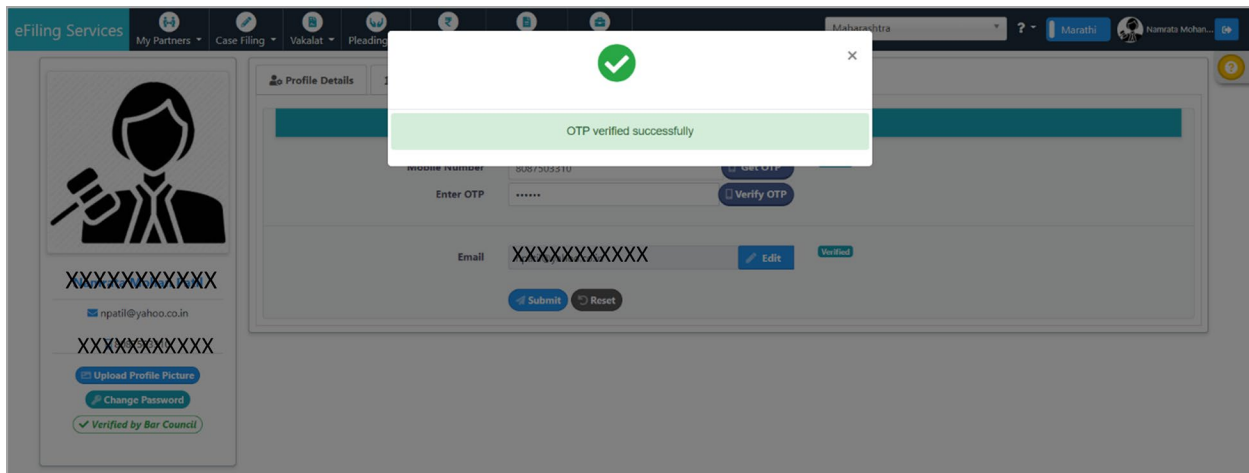 eFiling Services
My Partners
Case Filing
Vakalat
Pleading
Maharashtra
?
Marathi
Namrata Mohan...
×
OTP verified successfully
Profile Details
Mobile Number
8087503310
Get OTP
Enter OTP
••••••
Verify OTP
Email
XXXXXXXXXXX
Edit
Verified
Submit
Reset
XXXXXXXXXXXX
npatil@yahoo.co.in
XXXXXXXXXXX
Upload Profile Picture
Change Password
Verified by Bar Council